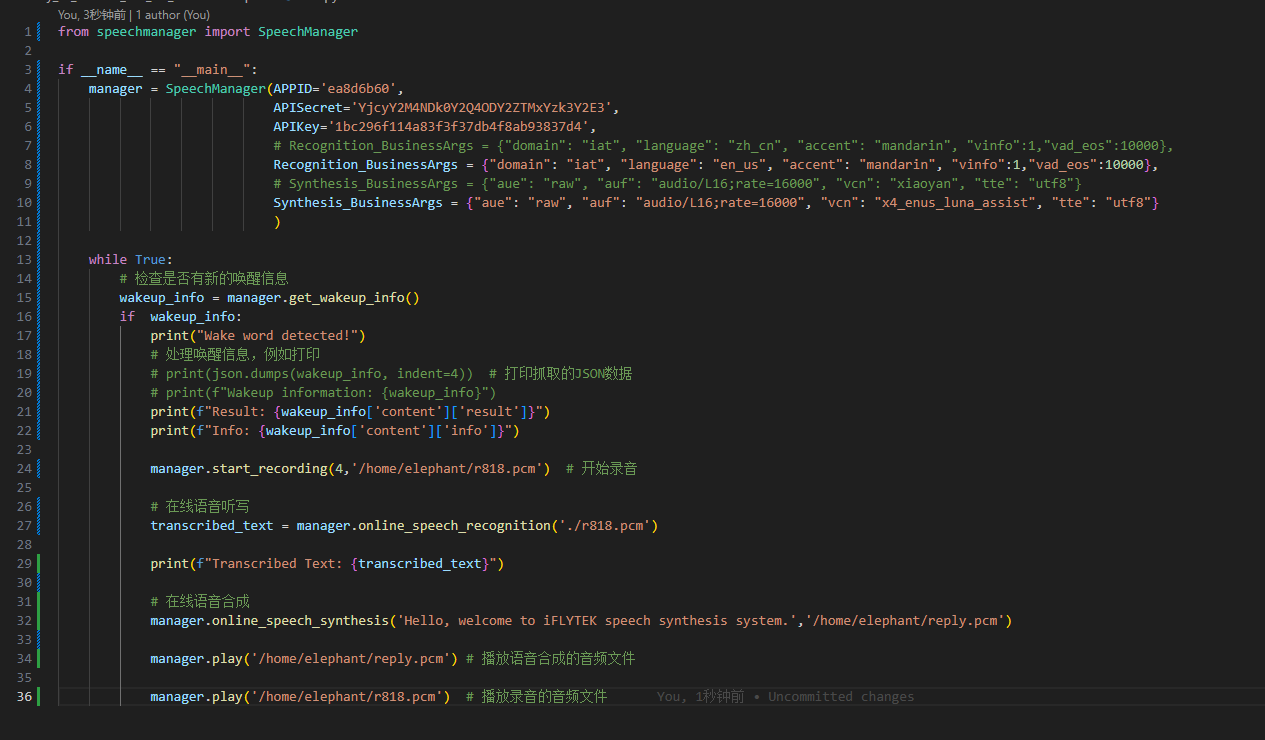 You, 3秒钟前 | 1 author (You)
1 from speechmanager import SpeechManager
2
3 if __name__ == "__main__":
4 manager = SpeechManager(APPID='ea8d6b60',
5 APISecret='YjcyY2M4NDk0Y2Q4ODY2ZTMxYzk3Y2E3',
6 APIKey='1bc296f114a83f3f37db4f8ab93837d4',
7 # Recognition_BusinessArgs = {"domain": "iat", "language": "zh_cn", "accent": "mandarin", "vinfo":1,"vad_eos":10000},
8 Recognition_BusinessArgs = {"domain": "iat", "language": "en_us", "accent": "mandarin", "vinfo":1,"vad_eos":10000},
9 # Synthesis_BusinessArgs = {"aue": "raw", "auf": "audio/L16;rate=16000", "vcn": "xiaoyan", "tte": "utf8"}
10 Synthesis_BusinessArgs = {"aue": "raw", "auf": "audio/L16;rate=16000", "vcn": "x4_enus_luna_assist", "tte": "utf8"}
11 )
12
13 while True:
14 # 检查是否有新的唤醒信息
15 wakeup_info = manager.get_wakeup_info()
16 if  wakeup_info:
17 print("Wake word detected!")
18 # 处理唤醒信息，例如打印
19 # print(json.dumps(wakeup_info, indent=4))  # 打印抓取的JSON数据
20 # print(f"Wakeup information: {wakeup_info}")
21 print(f"Result: {wakeup_info['content']['result']}")
22 print(f"Info: {wakeup_info['content']['info']}")
23
24 manager.start_recording(4,'/home/elephant/r818.pcm')  # 开始录音
25
26 # 在线语音听写
27 transcribed_text = manager.online_speech_recognition('./r818.pcm')
28
29 print(f"Transcribed Text: {transcribed_text}")
30
31 # 在线语音合成
32 manager.online_speech_synthesis('Hello, welcome to iFLYTEK speech synthesis system.','/home/elephant/reply.pcm')
33
34 manager.play('/home/elephant/reply.pcm') # 播放语音合成的音频文件
35
36 manager.play('/home/elephant/r818.pcm')  # 播放录音的音频文件 You, 1秒钟前 • Uncommitted changes